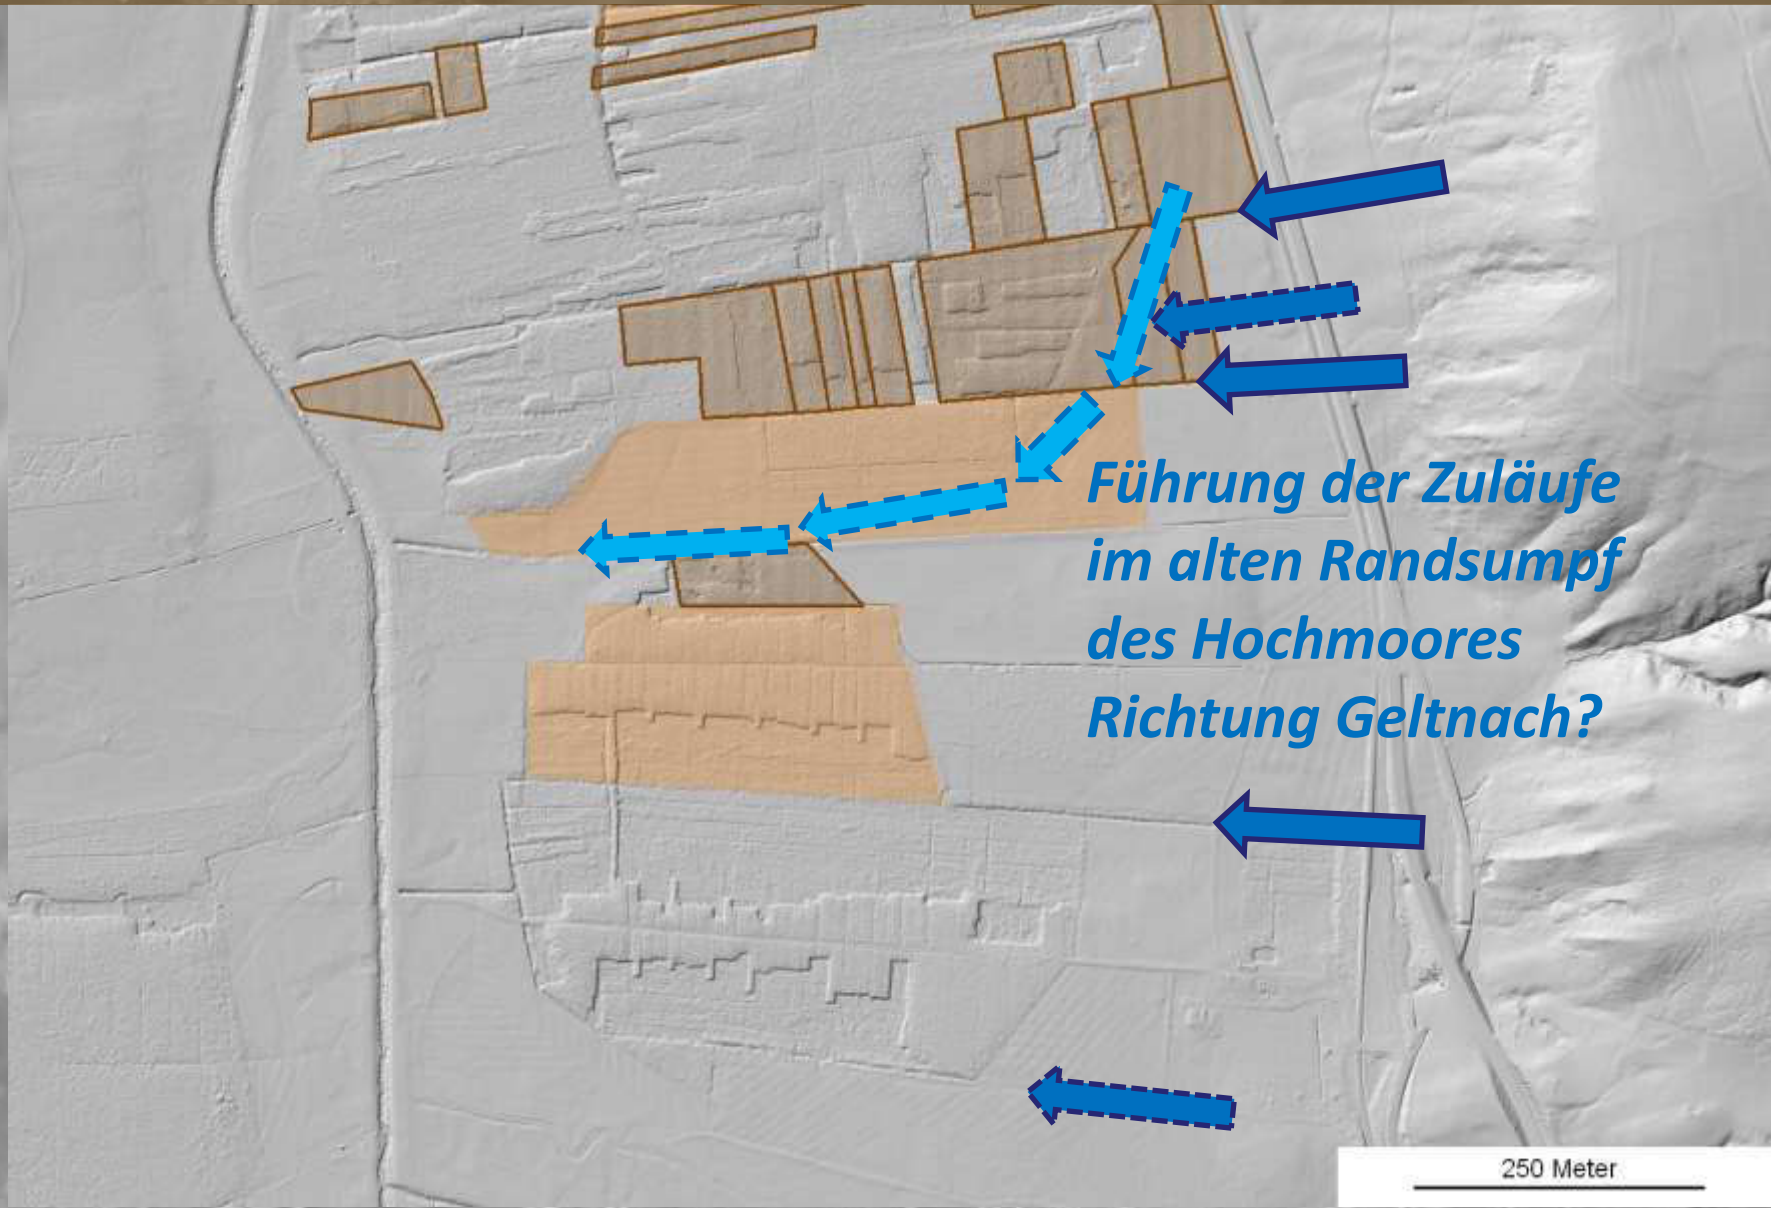 Führung der Zuläufe
im alten Randsumpf
des Hochmoores
Richtung Geltnach?
250 Meter